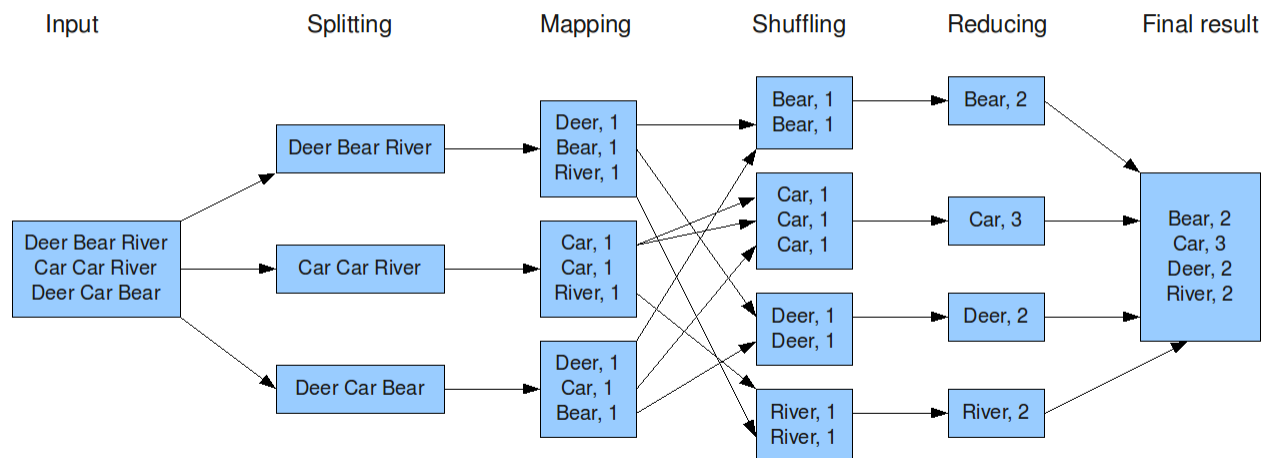 Input
Splitting
Mapping
Shuffling
Reducing
Final result
Deer Bear River
Car Car River
Deer Car Bear
Deer Bear River
Car Car River
Deer Car Bear
Deer, 1
Bear, 1
River, 1
Car, 1
Car, 1
River, 1
Deer, 1
Car, 1
Bear, 1
Bear, 1
Bear, 1
Car, 1
Car, 1
Car, 1
Deer, 1
Deer, 1
River, 1
River, 1
Bear, 2
Car, 3
Deer, 2
River, 2
Bear, 2
Car, 3
Deer, 2
River, 2